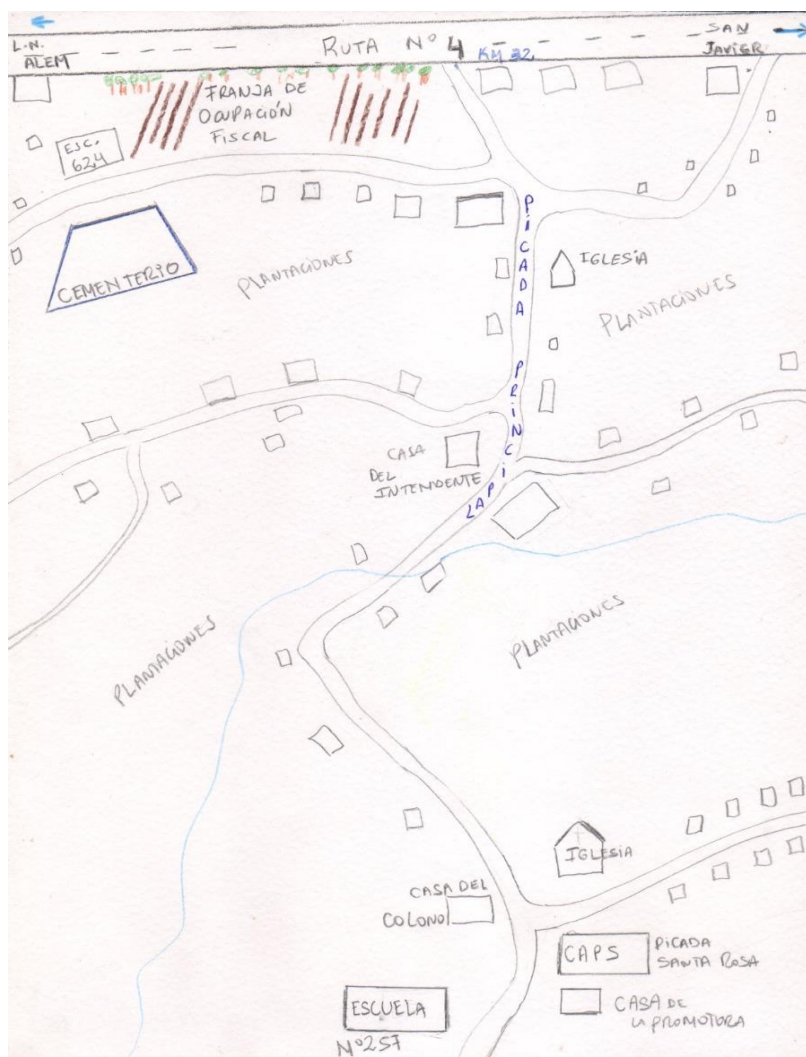 L.N.
ALEM
RUTA Nº 4
KM 32
SAN
JAVIER
FRANJA DE
OCUPACIÓN
FISCAL
ESC.
624
CEMENTERIO
PLANTACIONES
PICADA PRINCIPAL
IGLESIA
PLANTACIONES
CASA
DEL
INTENDENTE
PLANTACIONES
PLANTACIONES
IGLESIA
CASA DEL
COLONO
CAPS
PICADA
SANTA ROSA
ESCUELA
Nº257
CASA DE
LA PROMOTORA